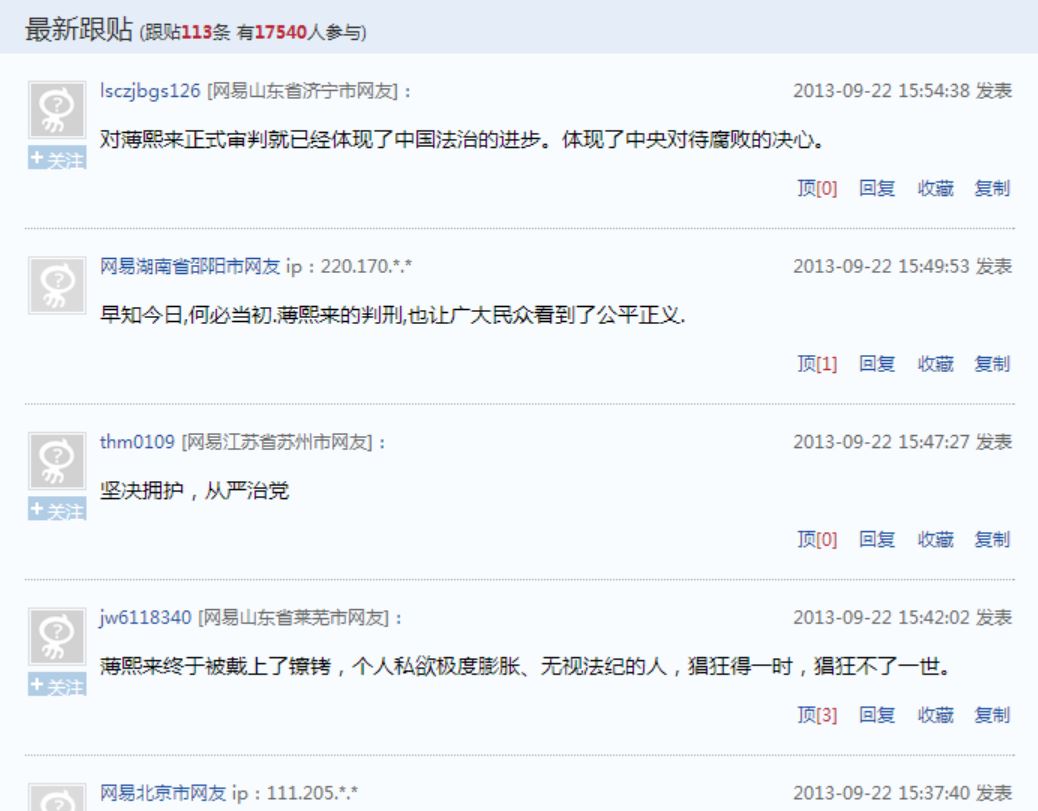 最新跟贴 (跟贴113条 有17540人参与)
lsczjbgs126 [网易山东省济宁市网友]：
2013-09-22 15:54:38 发表
对薄熙来正式审判就已经体现了中国法治的进步。体现了中央对待腐败的决心。
+关注
顶[0] 回复 收藏 复制
网易湖南省邵阳市网友 ip：220.170.*.*
2013-09-22 15:49:53 发表
早知今日,何必当初.薄熙来的判刑,也让广大民众看到了公平正义.
顶[1] 回复 收藏 复制
thm0109 [网易江苏省苏州市网友]：
2013-09-22 15:47:27 发表
坚决拥护，从严治党
+关注
顶[0] 回复 收藏 复制
jw6118340 [网易山东省莱芜市网友]：
2013-09-22 15:42:02 发表
薄熙来终于被戴上了镣铐，个人私欲极度膨胀、无视法纪的人，猖狂得一时，猖狂不了一世。
+关注
顶[3] 回复 收藏 复制
网易北京市网友 ip：111.205.*.*
2013-09-22 15:37:40 发表